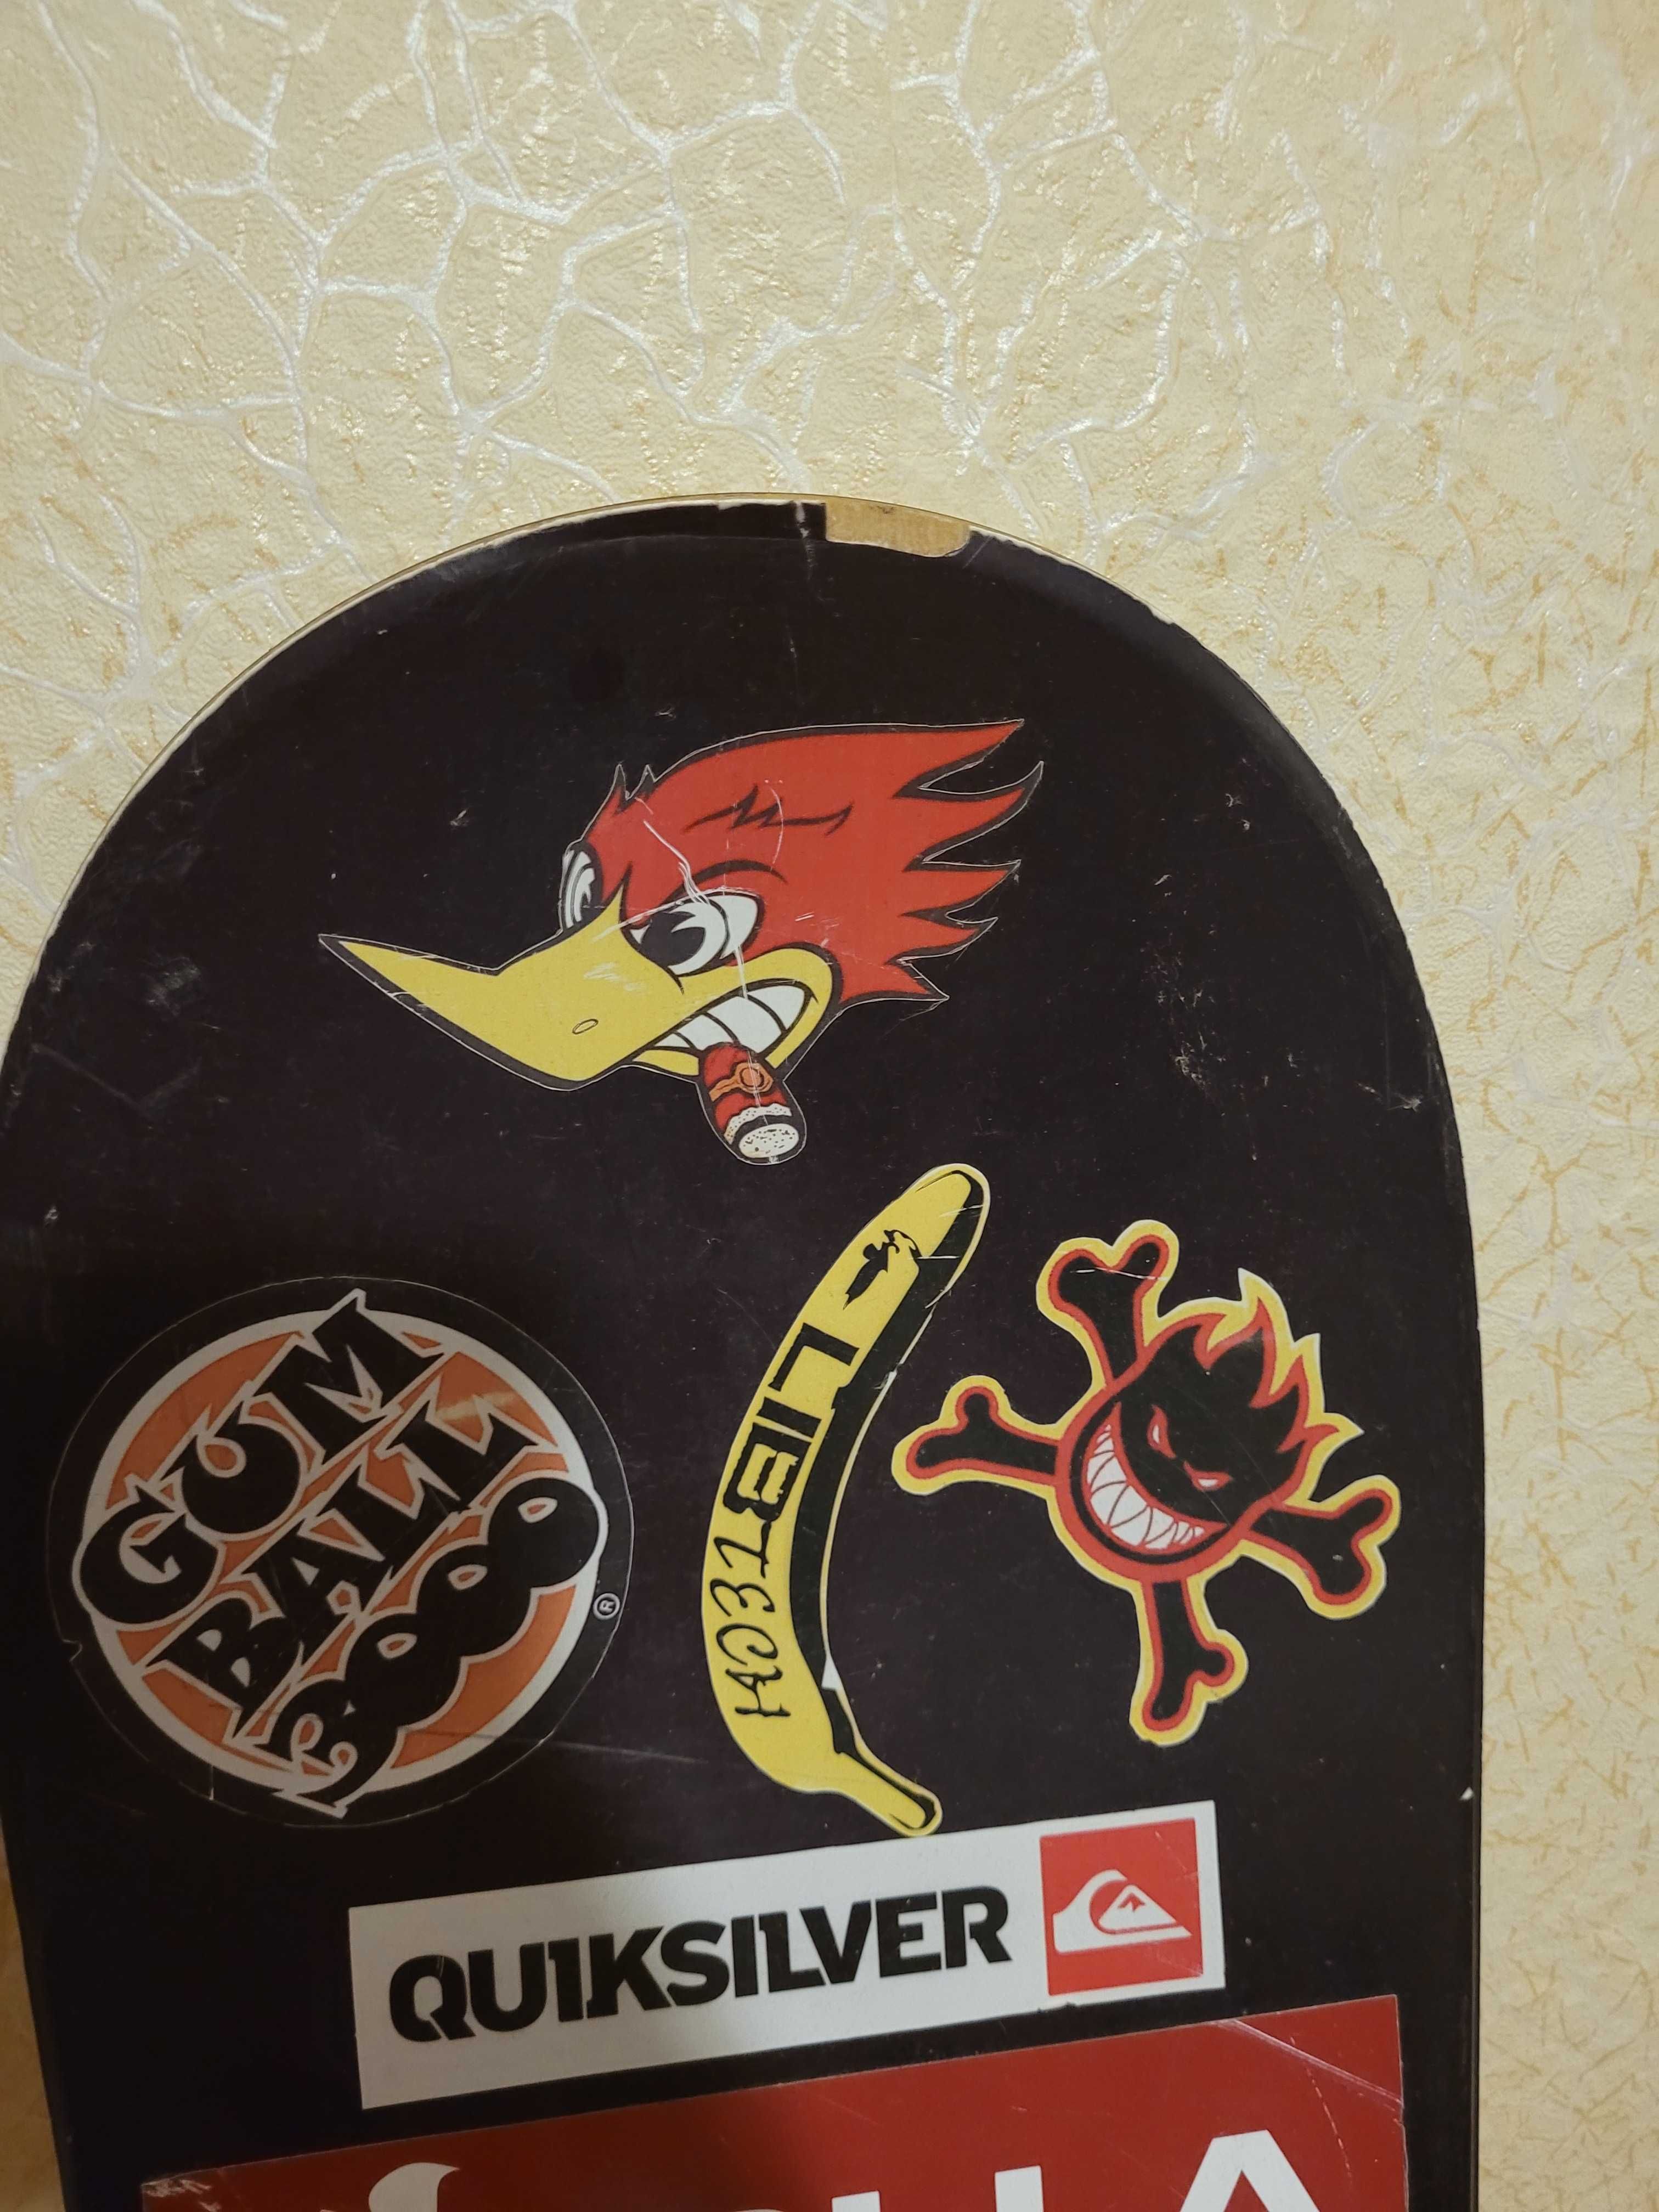 GUM
BALL
3000
®
LIB
TECH
QUIKSILVER